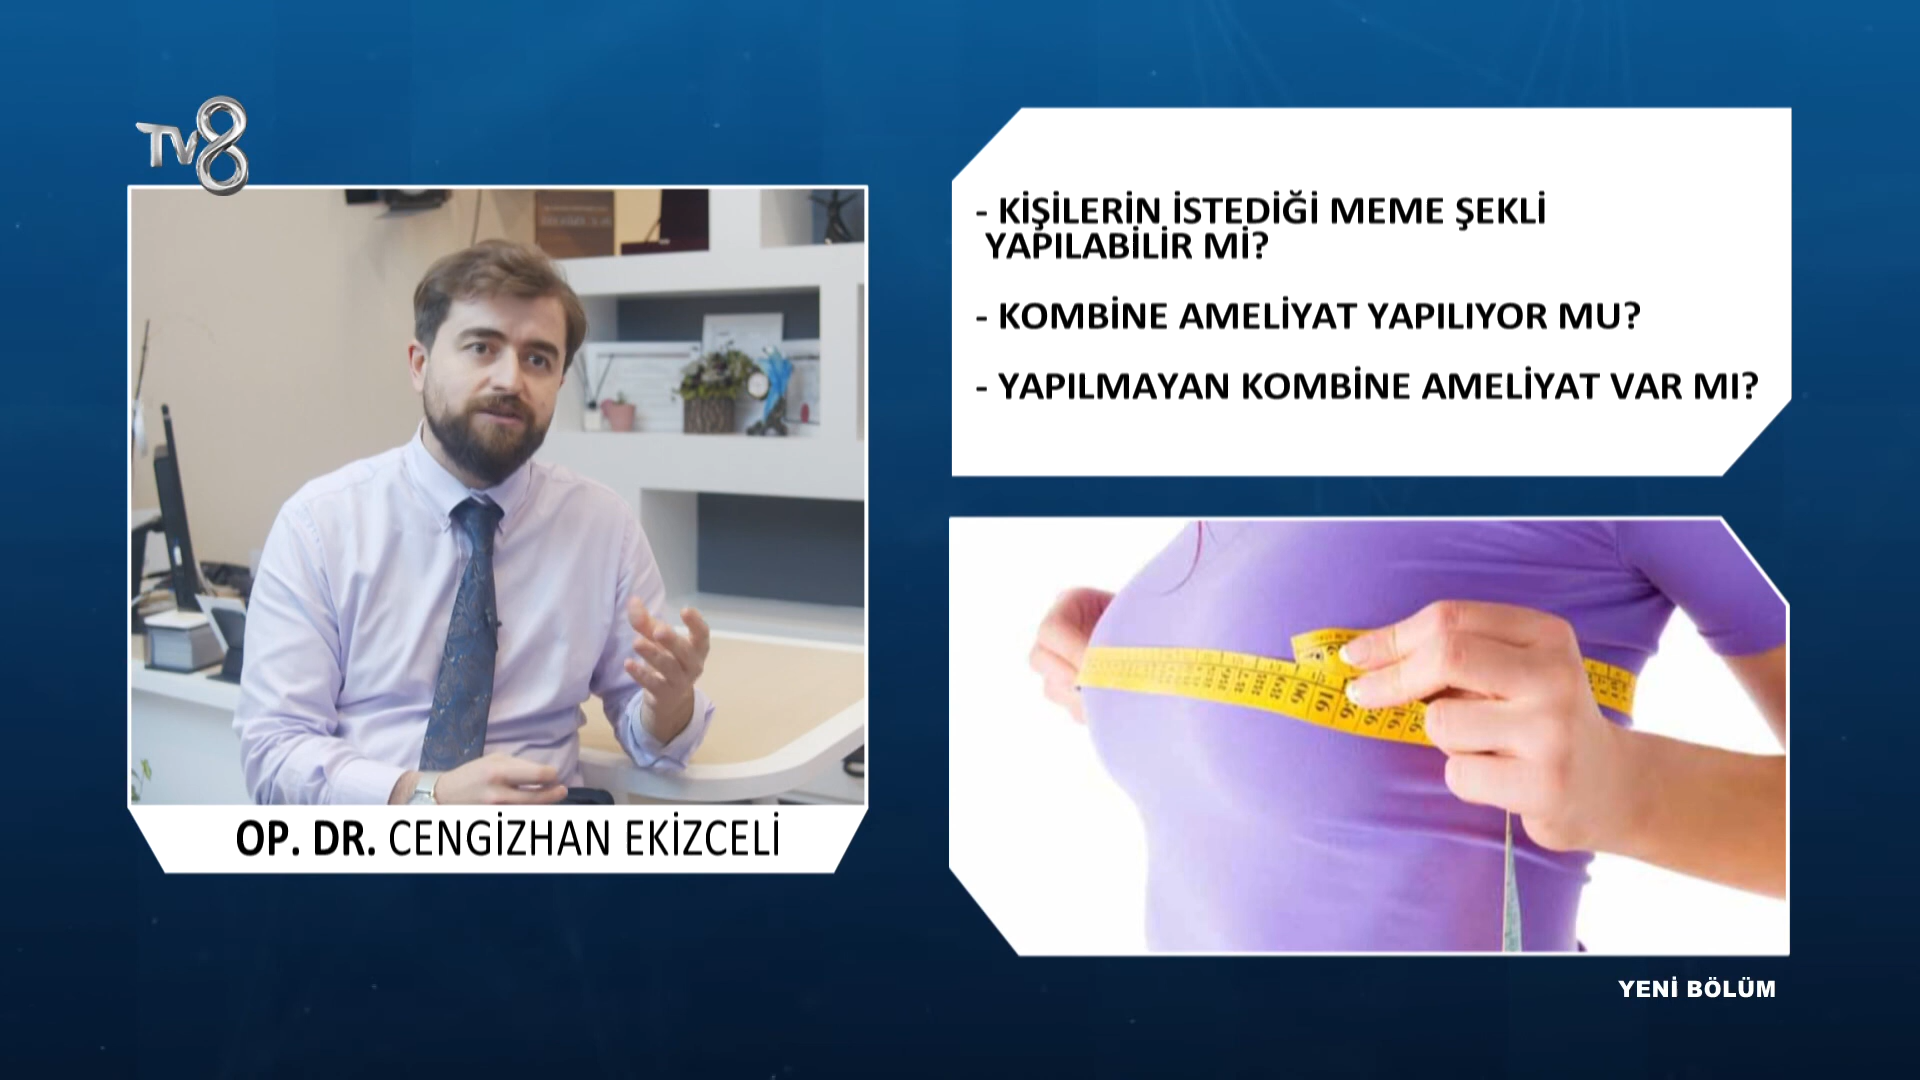 TV8
- KİŞİLERİN İSTEDİĞİ MEME ŞEKLİ
YAPILABİLİR Mİ?
- KOMBİNE AMELİYAT YAPILIYOR MU?
- YAPILMAYAN KOMBİNE AMELİYAT VAR MI?
OP. DR. CENGİZHAN EKİZCELİ
YENİ BÖLÜM